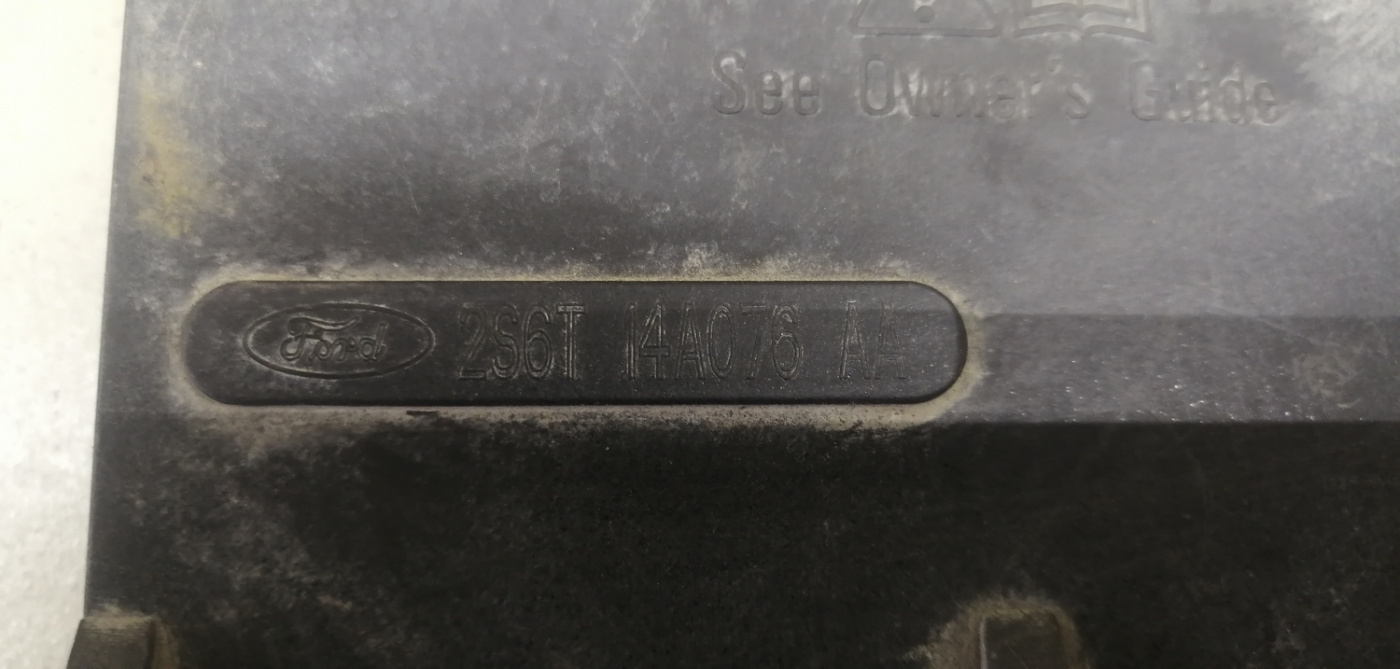 See Owner's Guide
Ford 2S6T 14A076 AA